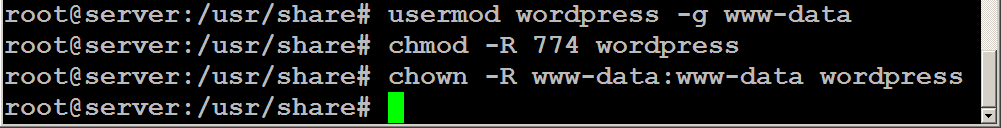 root@server:/usr/share# usermod wordpress -g www-data
root@server:/usr/share# chmod -R 774 wordpress
root@server:/usr/share# chown -R www-data:www-data wordpress
root@server:/usr/share#